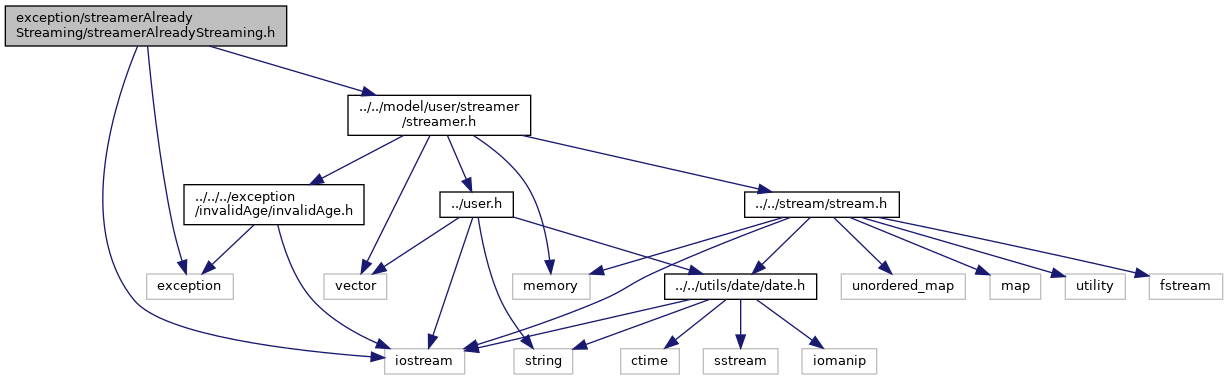 exception/streamerAlready
Streaming/streamerAlreadyStreaming.h
../../model/user/streamer
/streamer.h
../../../exception
/invalidAge/invalidAge.h
../user.h
../../stream/stream.h
exception
vector
memory
../../utils/date/date.h
unordered_map
map
utility
fstream
iostream
string
ctime
sstream
iomanip